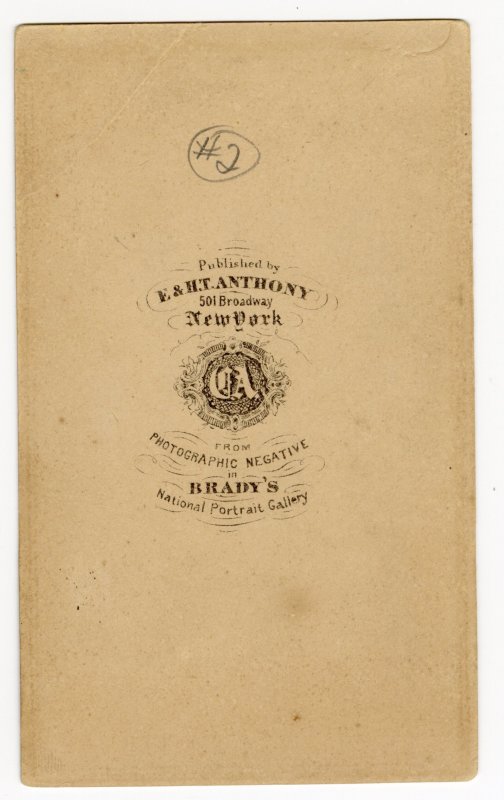 #2
Published by
E & H.T. ANTHONY
501 Broadway
New York
EA
FROM
PHOTOGRAPHIC NEGATIVE
in
BRADY'S
National Portrait Gallery